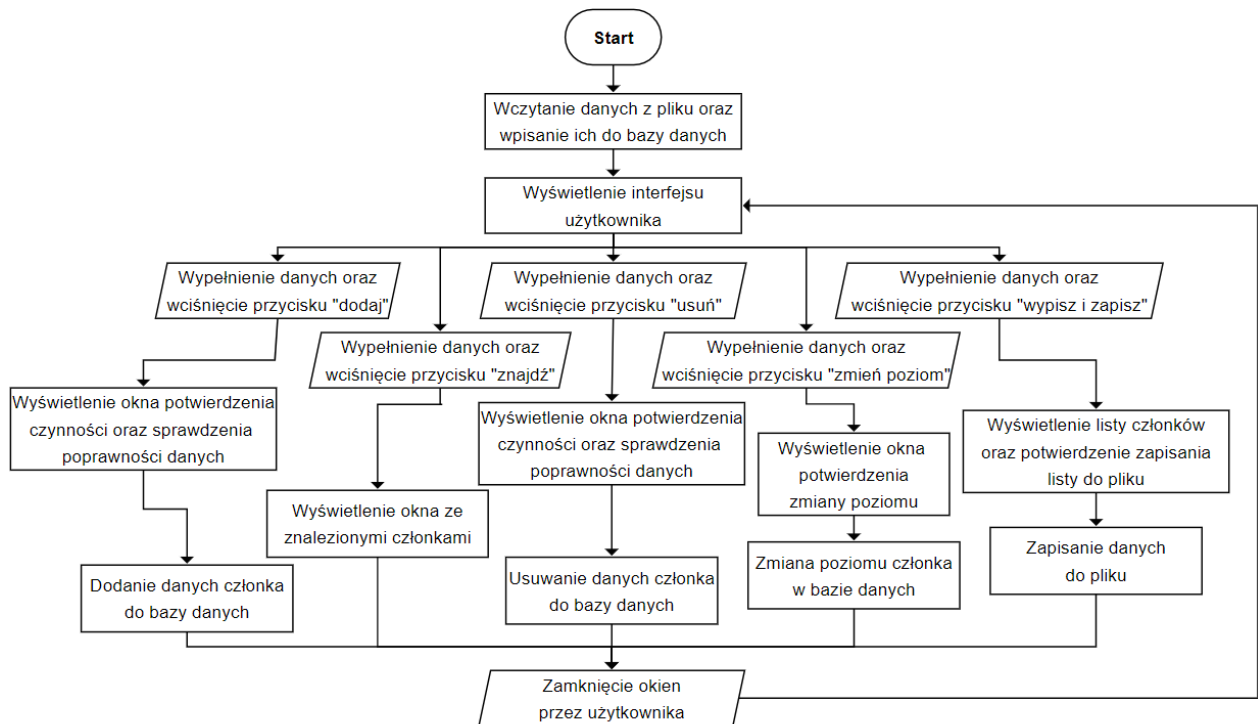 Start
Wczytanie danych z pliku oraz
wpisanie ich do bazy danych
Wyświetlenie interfejsu
użytkownika
Wypełnienie danych oraz
wciśnięcie przycisku "dodaj"
Wypełnienie danych oraz
wciśnięcie przycisku "usuń"
Wypełnienie danych oraz
wciśnięcie przycisku "wypisz i zapisz"
Wypełnienie danych oraz
wciśnięcie przycisku "znajdź"
Wypełnienie danych oraz
wciśnięcie przycisku "zmień poziom"
Wyświetlenie okna potwierdzenia
czynności oraz sprawdzenia
poprawności danych
Wyświetlenie okna potwierdzenia
czynności oraz sprawdzenia
poprawności danych
Wyświetlenie okna
potwierdzenia
zmiany poziomu
Wyświetlenie listy członków
oraz potwierdzenie zapisania
listy do pliku
Wyświetlenie okna ze
znalezionymi członkami
Dodanie danych członka
do bazy danych
Usuwanie danych członka
do bazy danych
Zmiana poziomu członka
w bazie danych
Zapisanie danych
do pliku
Zamknięcie okien
przez użytkownika